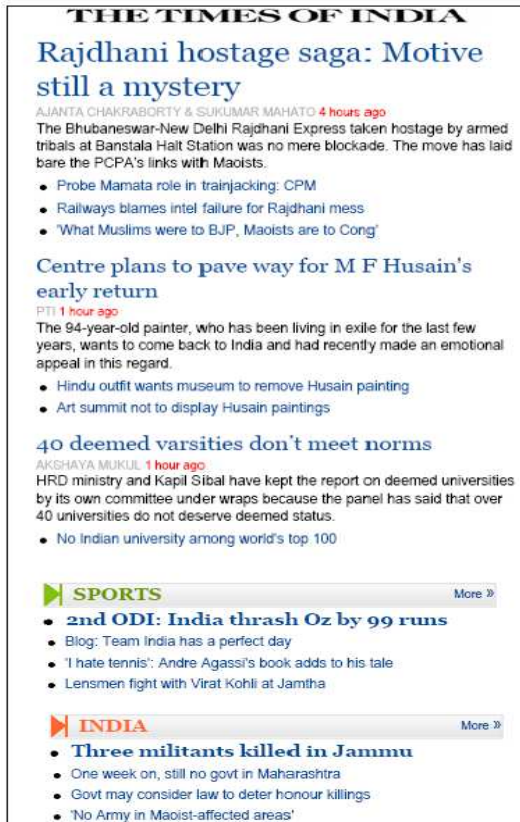 THE TIMES OF INDIA
Rajdhani hostage saga: Motive
still a mystery
AJANTA CHAKRABORTY & SUKUMAR MAHATO 4 hours ago
The Bhubaneswar-New Delhi Rajdhani Express taken hostage by armed
tribals at Banstala Halt Station was no mere blockade. The move has laid
bare the PCPA's links with Maoists.
• Probe Mamata role in trainjacking: CPM
• Railways blames intel failure for Rajdhani mess
• 'What Muslims were to BJP, Maoists are to Cong'
Centre plans to pave way for M F Husain's
early return
PTI 1 hour ago
The 94-year-old painter, who has been living in exile for the last few
years, wants to come back to India and had recently made an emotional
appeal in this regard.
• Hindu outfit wants museum to remove Husain painting
• Art summit not to display Husain paintings
40 deemed varsities don't meet norms
AKSHAYA MUKUL 1 hour ago
HRD ministry and Kapil Sibal have kept the report on deemed universities
by its own committee under wraps because the panel has said that over
40 universities do not deserve deemed status.
• No Indian university among world's top 100
SPORTS More »
• 2nd ODI: India thrash Oz by 99 runs
• Blog: Team India has a perfect day
• 'I hate tennis': Andre Agassi's book adds to his tale
• Lensmen fight with Virat Kohli at Jamtha
INDIA More »
• Three militants killed in Jammu
• One week on, still no govt in Maharashtra
• Govt may consider law to deter honour killings
• 'No Army in Maoist-affected areas'